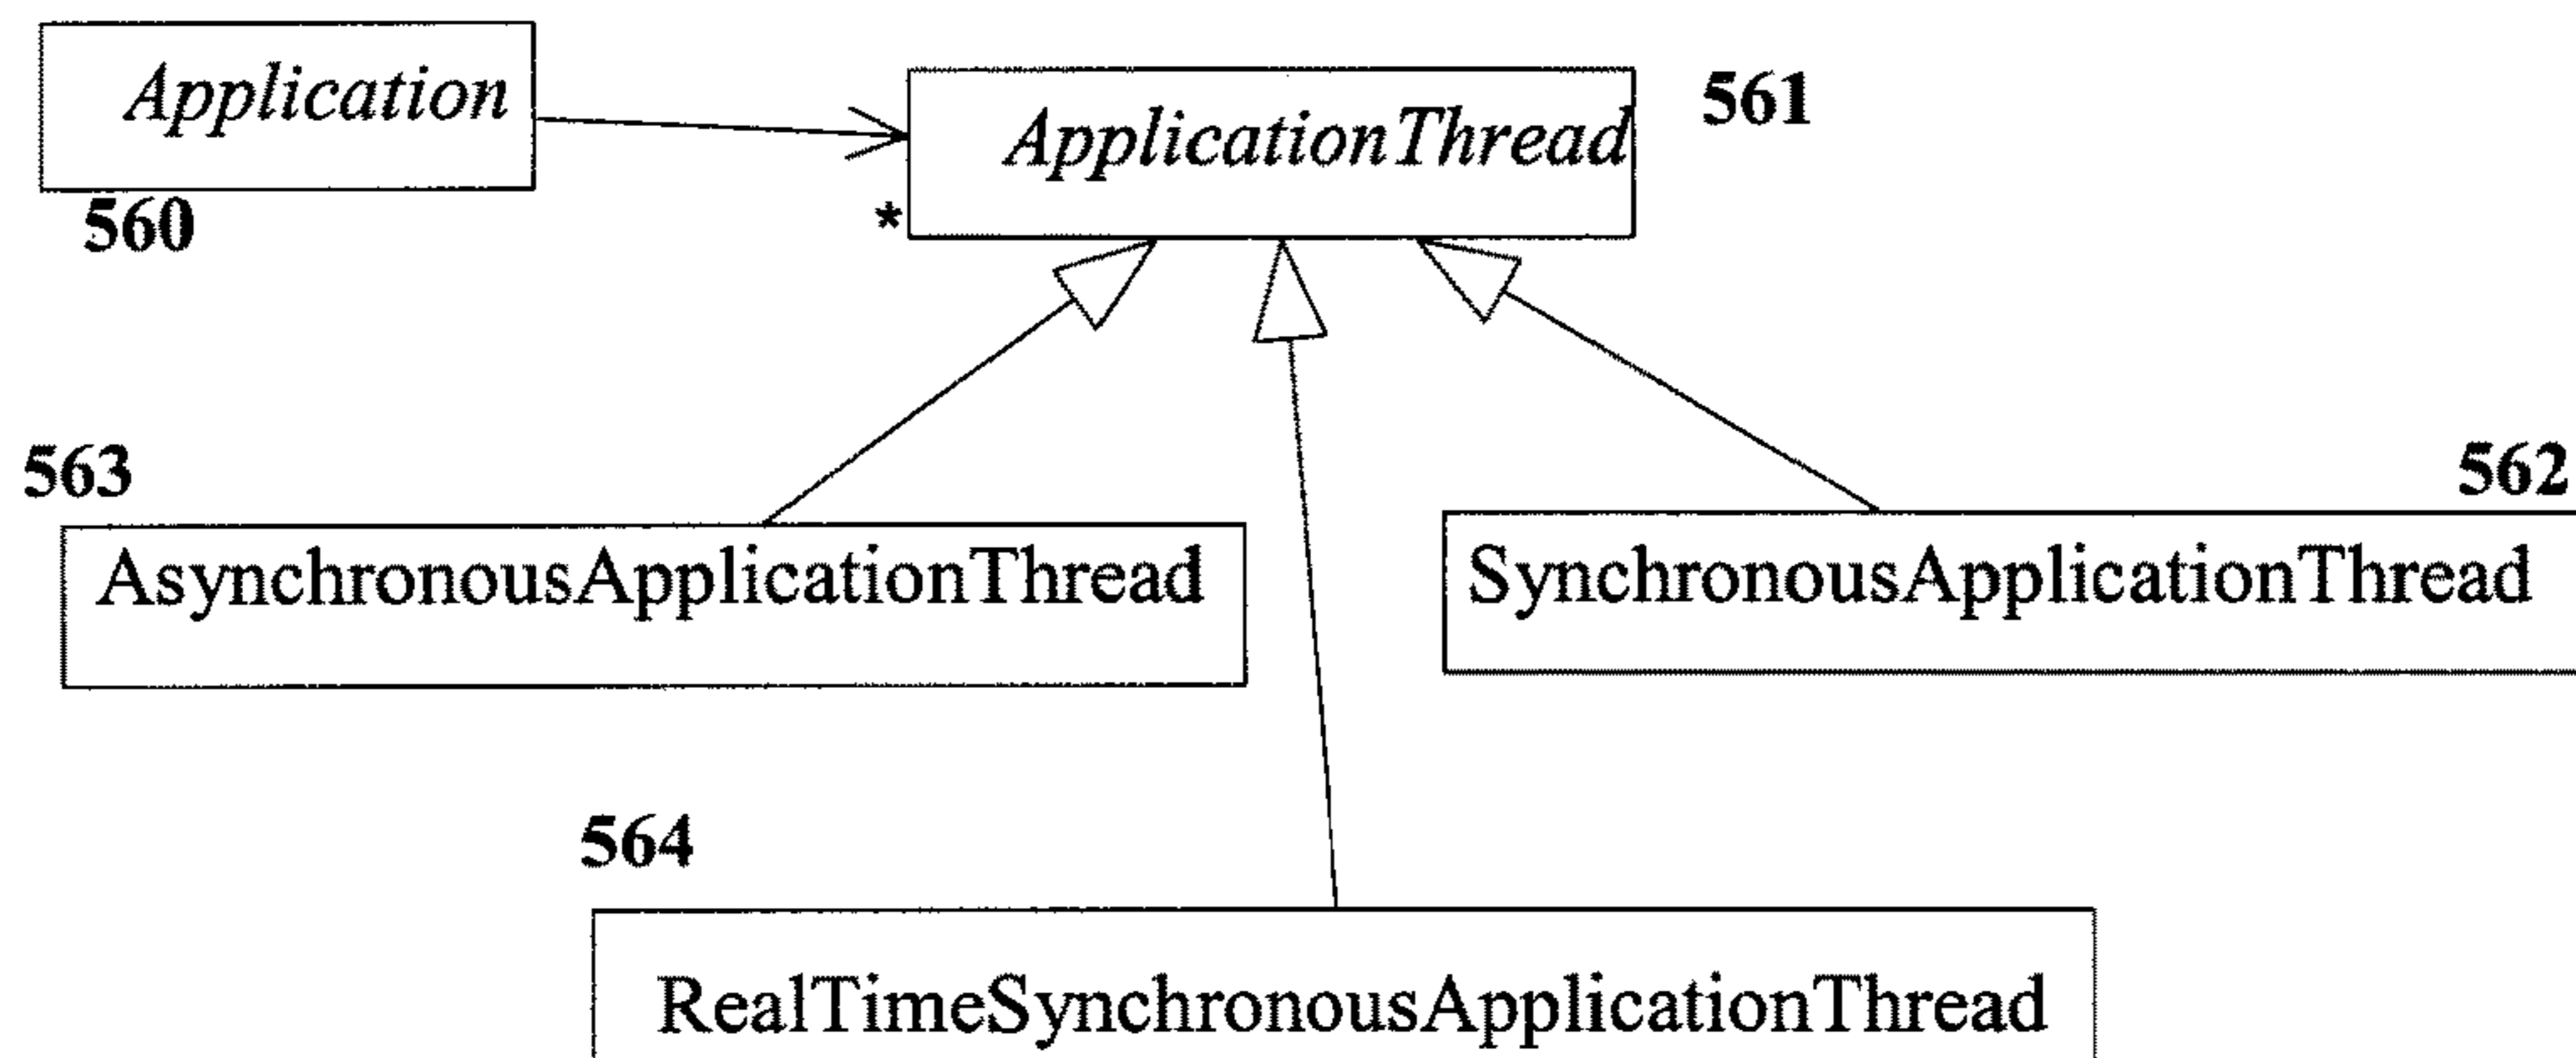 Application
ApplicationThread
561
*
560
563
562
AsynchronousApplicationThread
SynchronousApplicationThread
564
RealTimeSynchronousApplicationThread